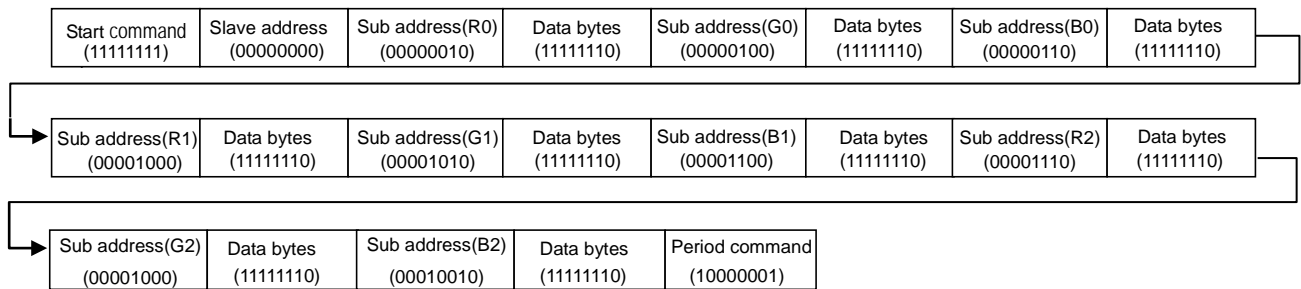 Start command Slave address Sub address(R0) Data bytes Sub address(G0) Data bytes Sub address(B0) Data bytes
(11111111) (00000000) (00000010) (11111110) (00000100) (11111110) (00000110) (11111110)
Sub address(R1) Data bytes Sub address(G1) Data bytes Sub address(B1) Data bytes Sub address(R2) Data bytes
(00001000) (11111110) (00001010) (11111110) (00001100) (11111110) (00001110) (11111110)
Sub address(G2) Data bytes Sub address(B2) Data bytes Period command
(00001000) (11111110) (00010010) (11111110) (10000001)